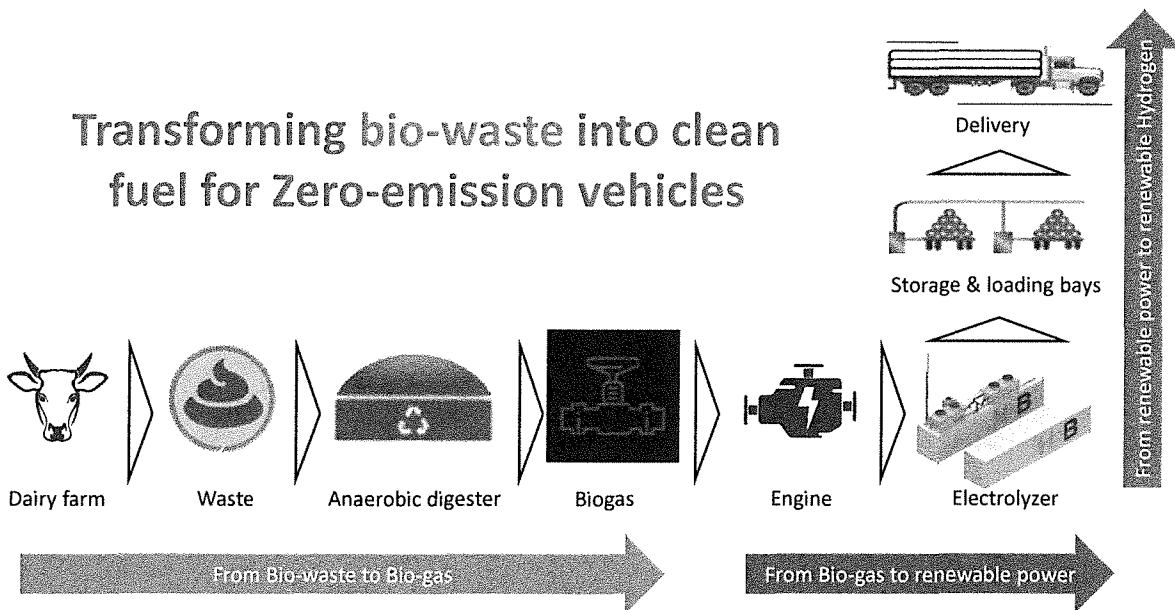 Transforming bio-waste into clean
fuel for Zero-emission vehicles
Delivery
Storage & loading bays
From renewable power to renewable Hydrogen
B
B
Dairy farm
Waste
Anaerobic digester
Biogas
Engine
Electrolyzer
From Bio-waste to Bio-gas
From Bio-gas to renewable power